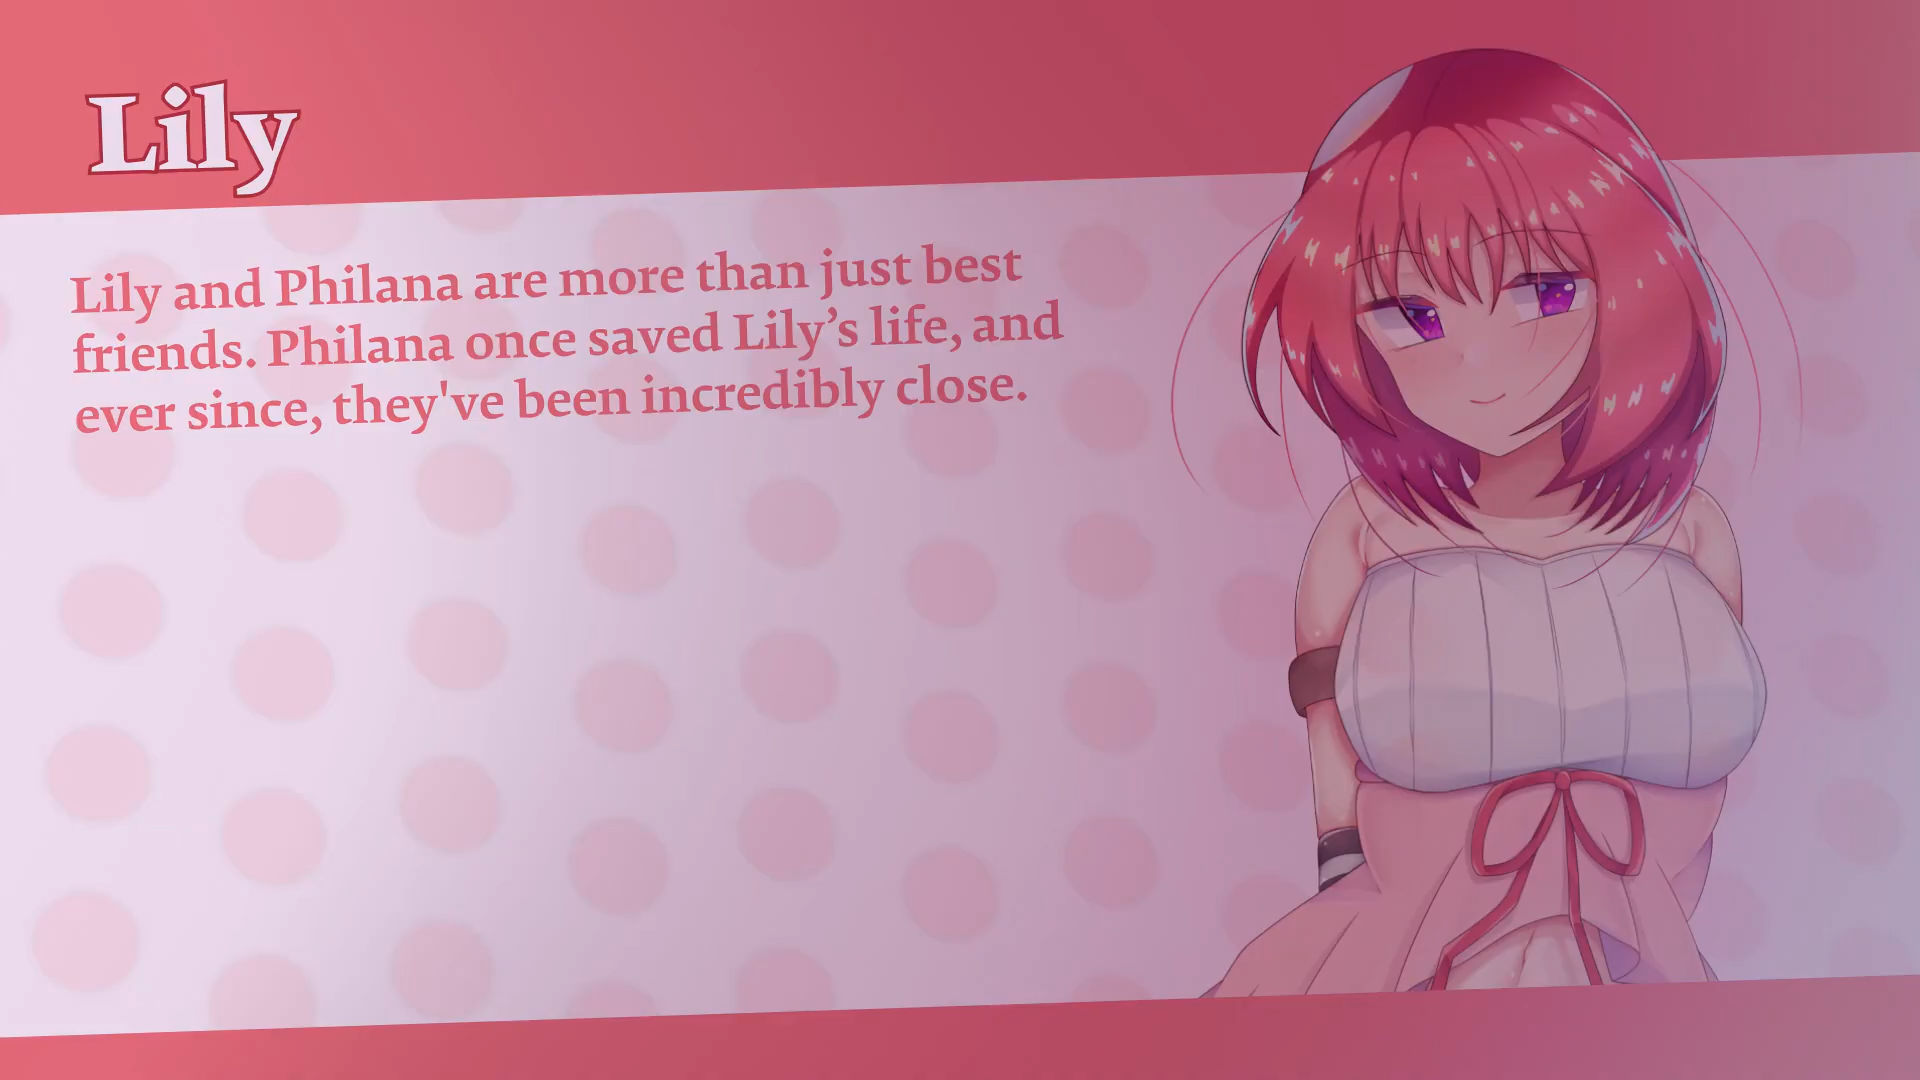 Lily
Lily and Philana are more than just best
friends. Philana once saved Lily’s life, and
ever since, they've been incredibly close.